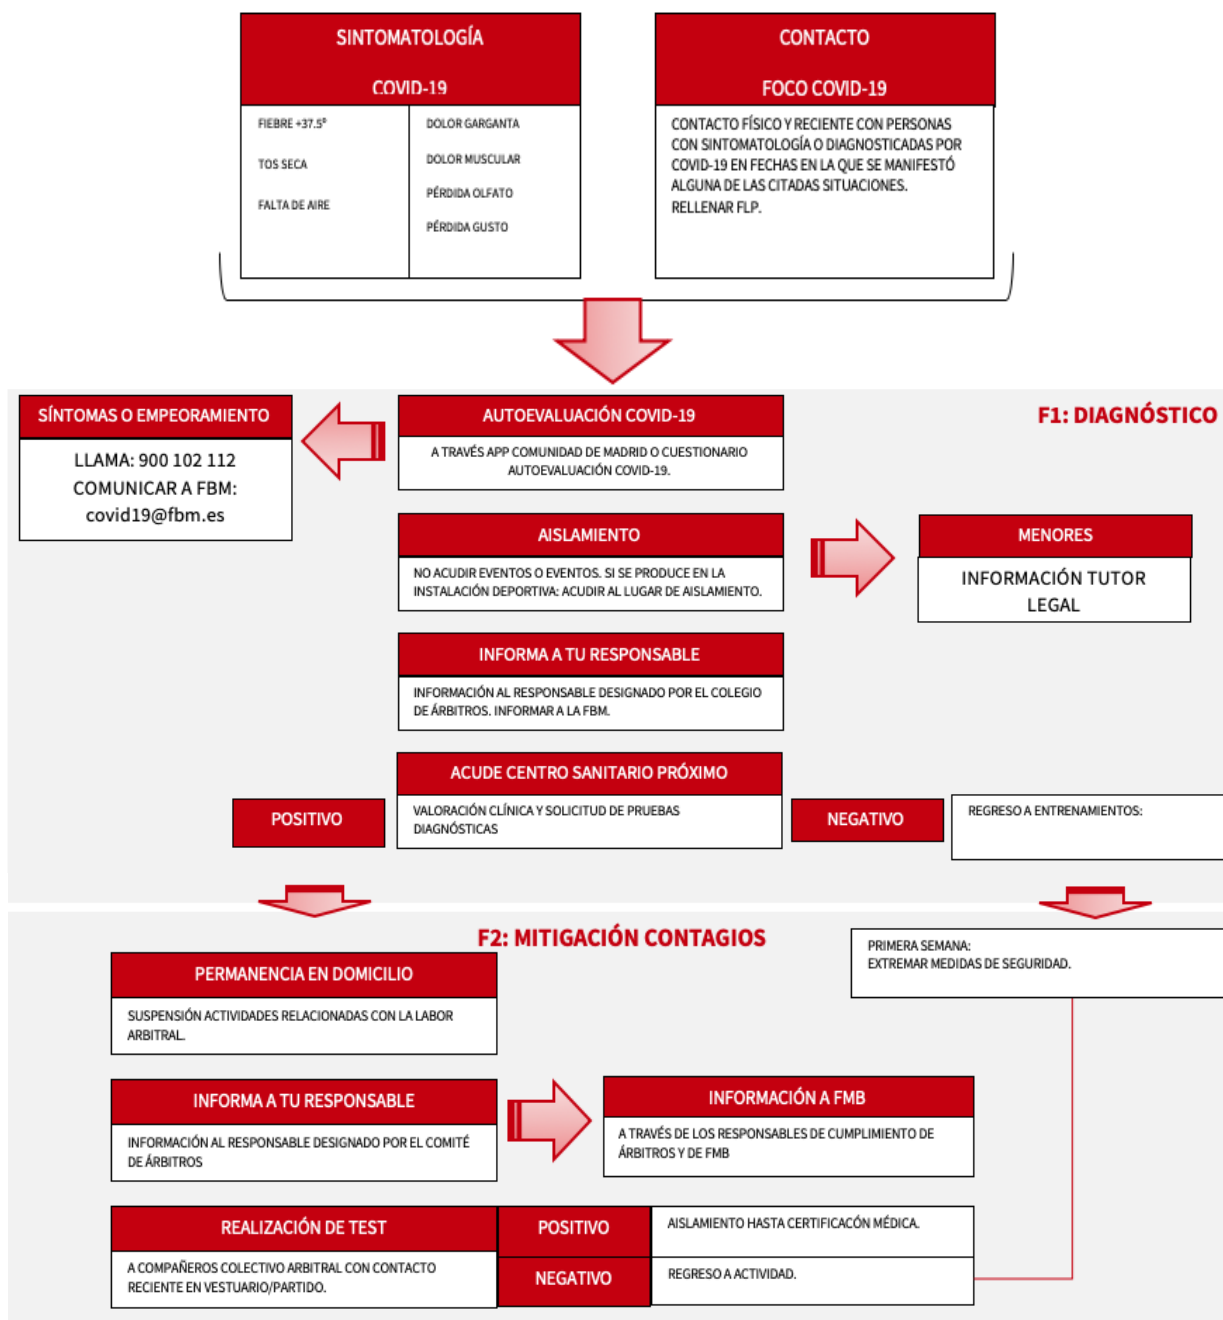 SINTOMATOLOGÍA
COVID-19
FIEBRE +37.5º
TOS SECA
FALTA DE AIRE
DOLOR GARGANTA
DOLOR MUSCULAR
PÉRDIDA OLFATO
PÉRDIDA GUSTO
CONTACTO
FOCO COVID-19
CONTACTO FÍSICO Y RECIENTE CON PERSONAS
CON SINTOMATOLOGÍA O DIAGNOSTICADAS POR
COVID-19 EN FECHAS EN LA QUE SE MANIFESTÓ
ALGUNA DE LAS CITADAS SITUACIONES.
RELLENAR FLP.
F1: DIAGNÓSTICO
SÍNTOMAS O EMPEORAMIENTO
LLAMA: 900 102 112
COMUNICAR A FBM:
covid19@fbm.es
AUTOEVALUACIÓN COVID-19
A TRAVÉS APP COMUNIDAD DE MADRID O CUESTIONARIO
AUTOEVALUACIÓN COVID-19.
AISLAMIENTO
NO ACUDIR EVENTOS O EVENTOS. SI SE PRODUCE EN LA
INSTALACIÓN DEPORTIVA: ACUDIR AL LUGAR DE AISLAMIENTO.
MENORES
INFORMACIÓN TUTOR
LEGAL
INFORMA A TU RESPONSABLE
INFORMACIÓN AL RESPONSABLE DESIGNADO POR EL COLEGIO
DE ÁRBITROS. INFORMAR A LA FBM.
ACUDE CENTRO SANITARIO PRÓXIMO
VALORACIÓN CLÍNICA Y SOLICITUD DE PRUEBAS
DIAGNÓSTICAS
POSITIVO
NEGATIVO
REGRESO A ENTRENAMIENTOS:
F2: MITIGACIÓN CONTAGIOS
PRIMERA SEMANA:
EXTREMAR MEDIDAS DE SEGURIDAD.
PERMANENCIA EN DOMICILIO
SUSPENSIÓN ACTIVIDADES RELACIONADAS CON LA LABOR
ARBITRAL.
INFORMA A TU RESPONSABLE
INFORMACIÓN AL RESPONSABLE DESIGNADO POR EL COMITÉ
DE ÁRBITROS
INFORMACIÓN A FMB
A TRAVÉS DE LOS RESPONSABLES DE CUMPLIMIENTO DE
ÁRBITROS Y DE FMB
REALIZACIÓN DE TEST
A COMPAÑEROS COLECTIVO ARBITRAL CON CONTACTO
RECIENTE EN VESTUARIO/PARTIDO.
POSITIVO
AISLAMIENTO HASTA CERTIFICACÓN MÉDICA.
NEGATIVO
REGRESO A ACTIVIDAD.